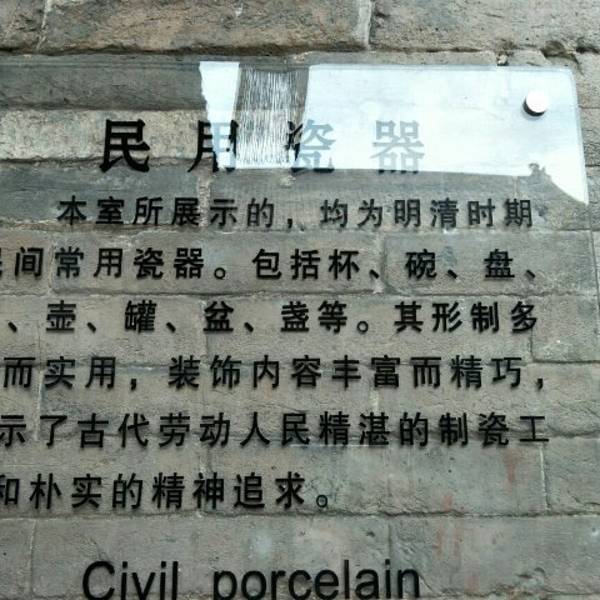 民用瓷器
本室所展示的，均为明清时期
民间常用瓷器。包括杯、碗、盘、
、壶、罐、盆、盏等。其形制多
而实用，装饰内容丰富而精巧，
示了古代劳动人民精湛的制瓷工
和朴实的精神追求。
Civil porcelain